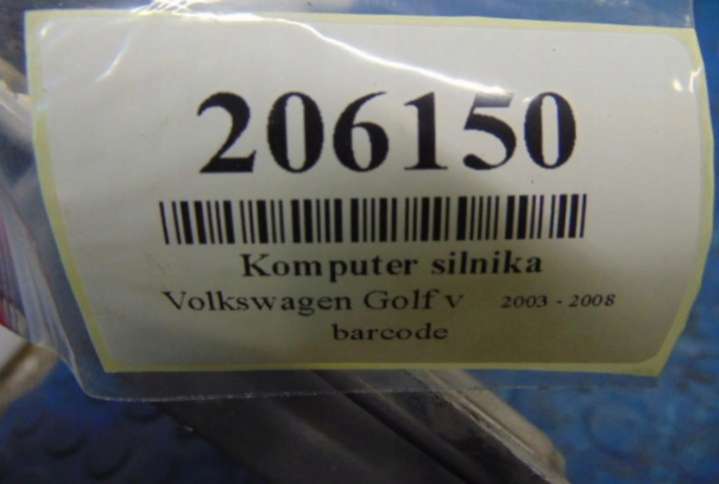 206150
Komputer silnika
Volkswagen Golf v 2003 - 2008
barcode